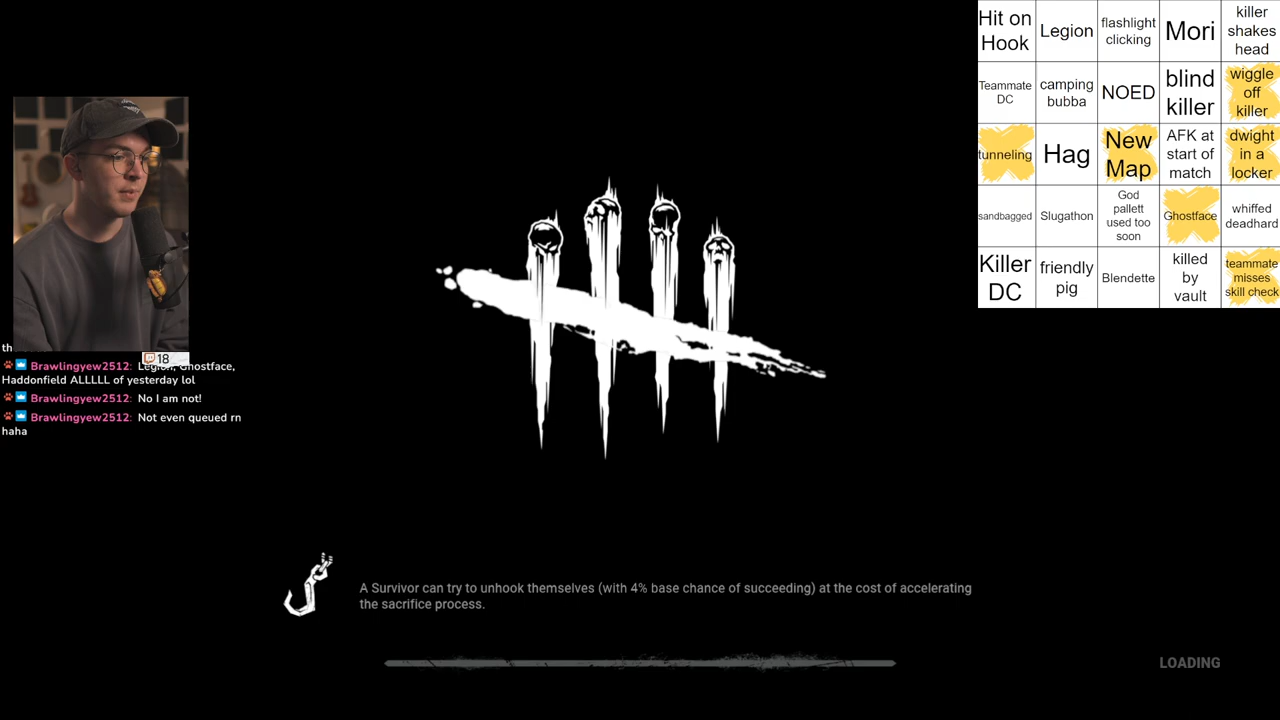 Hit on
Hook
Legion
flashlight
clicking
Mori
killer
shakes
head
Teammate
DC
camping
bubba
NOED
blind
killer
wiggle
off
killer
tunneling
Hag
New
Map
AFK at
start of
match
dwight
in a
locker
sandbagged
Slugathon
God
pallett
used too
soon
Ghostface
whiffed
deadhard
Killer
DC
friendly
pig
Blendette
killed
by
vault
teammate
misses
skill check
th
18
Brawlingyew2512: Legion, Ghostface,
Haddonfield ALLLLL of yesterday lol
Brawlingyew2512: No I am not!
Brawlingyew2512: Not even queued rn
haha
A Survivor can try to unhook themselves (with 4% base chance of succeeding) at the cost of accelerating
the sacrifice process.
LOADING